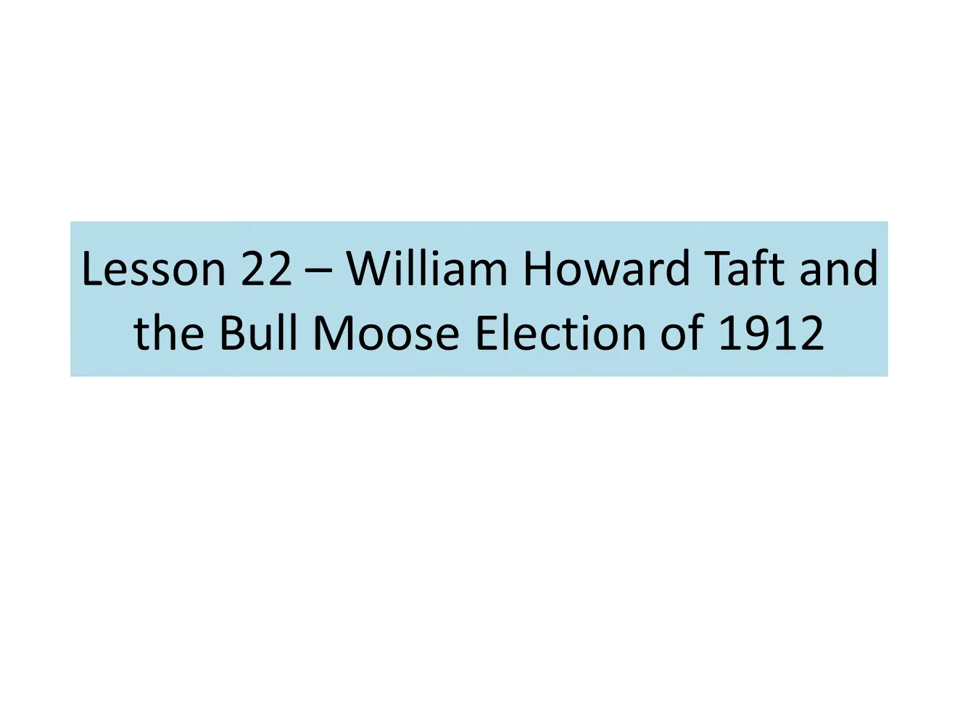 Lesson 22 – William Howard Taft and
the Bull Moose Election of 1912